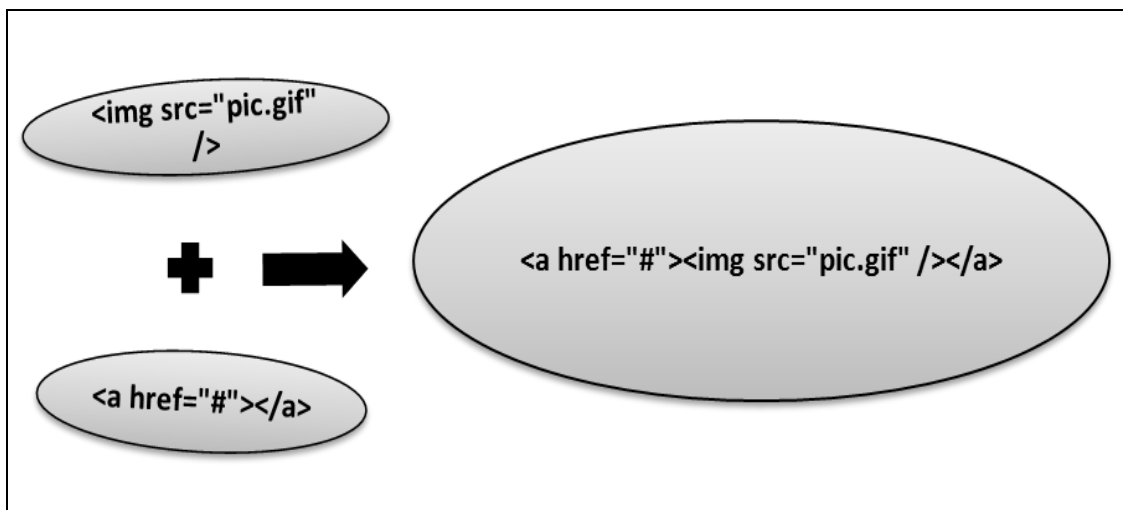 <img src="pic.gif"
/>
<a href="#"><img src="pic.gif" /></a>
<a href="#"></a>